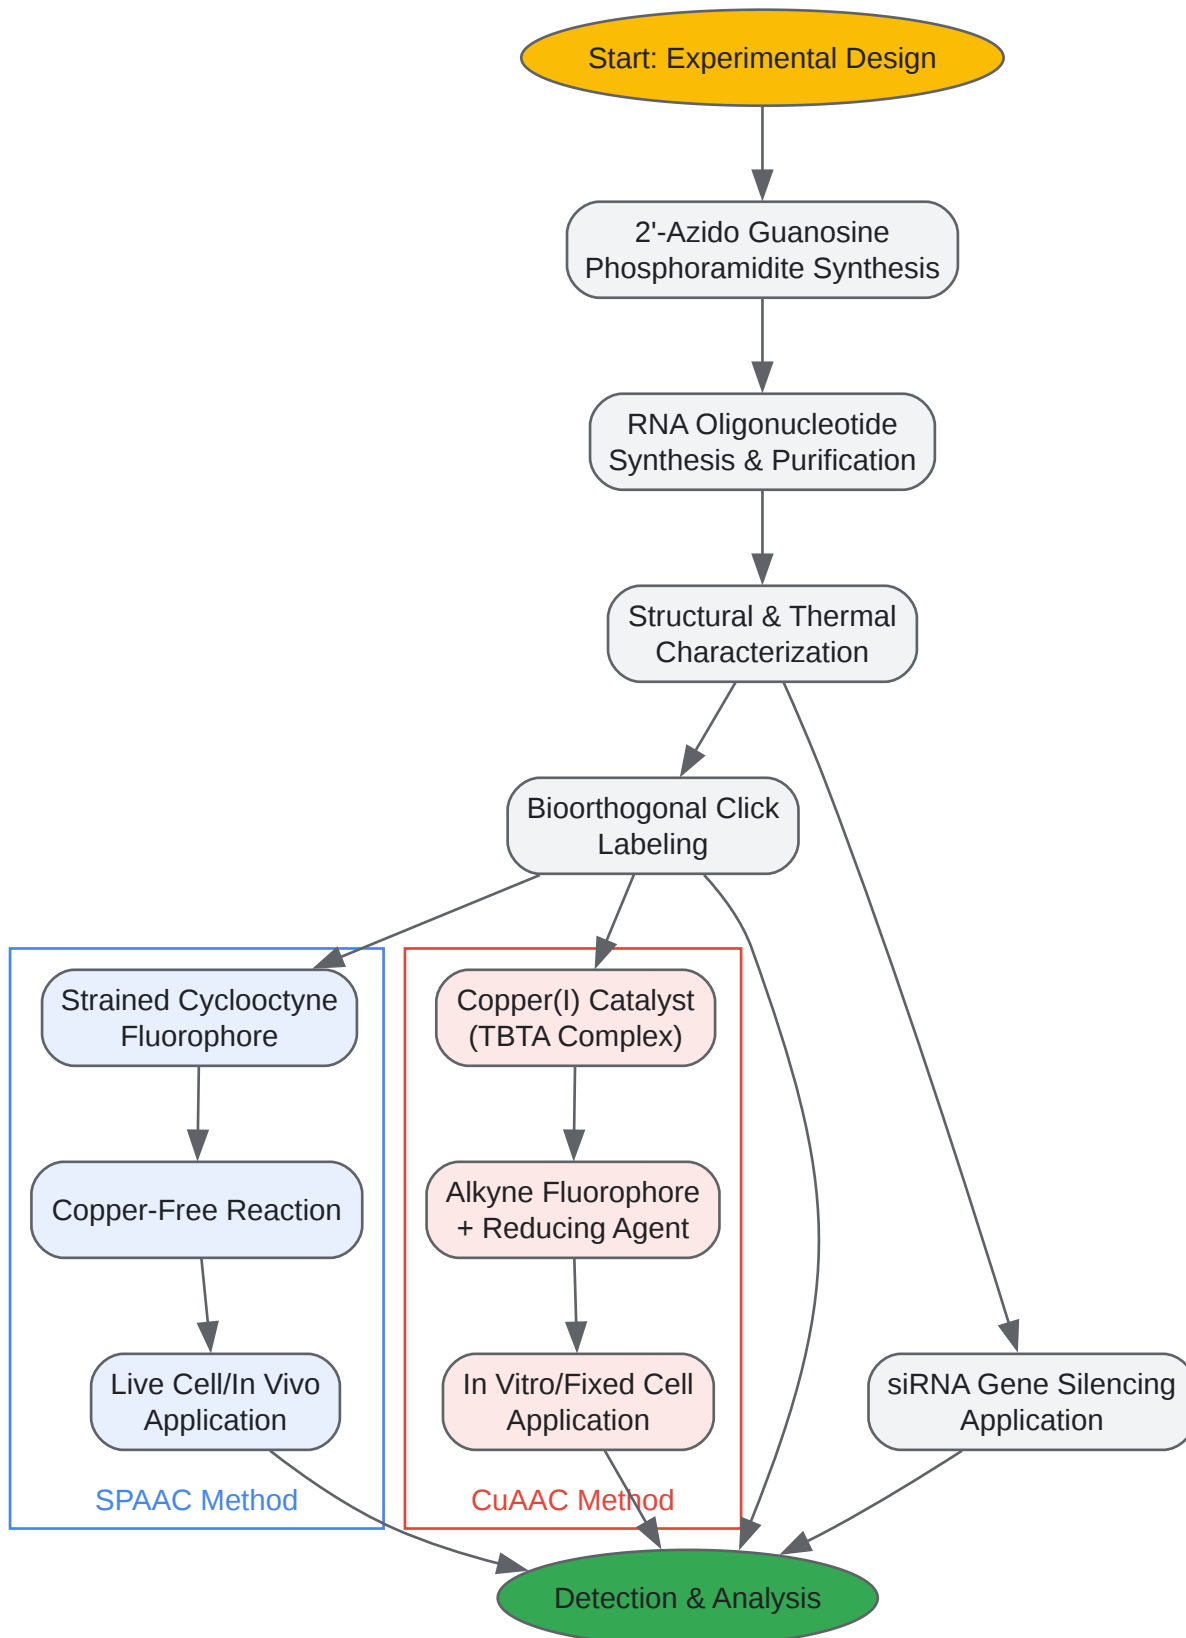 Start: Experimental Design
2'-Azido Guanosine
Phosphoramidite Synthesis
RNA Oligonucleotide
Synthesis & Purification
Structural & Thermal
Characterization
Bioorthogonal Click
Labeling
Strained Cyclooctyne
Fluorophore
Copper-Free Reaction
Live Cell/In Vivo
Application
SPAAC Method
Copper(I) Catalyst
(TBTA Complex)
Alkyne Fluorophore
+ Reducing Agent
In Vitro/Fixed Cell
Application
CuAAC Method
siRNA Gene Silencing
Application
Detection & Analysis